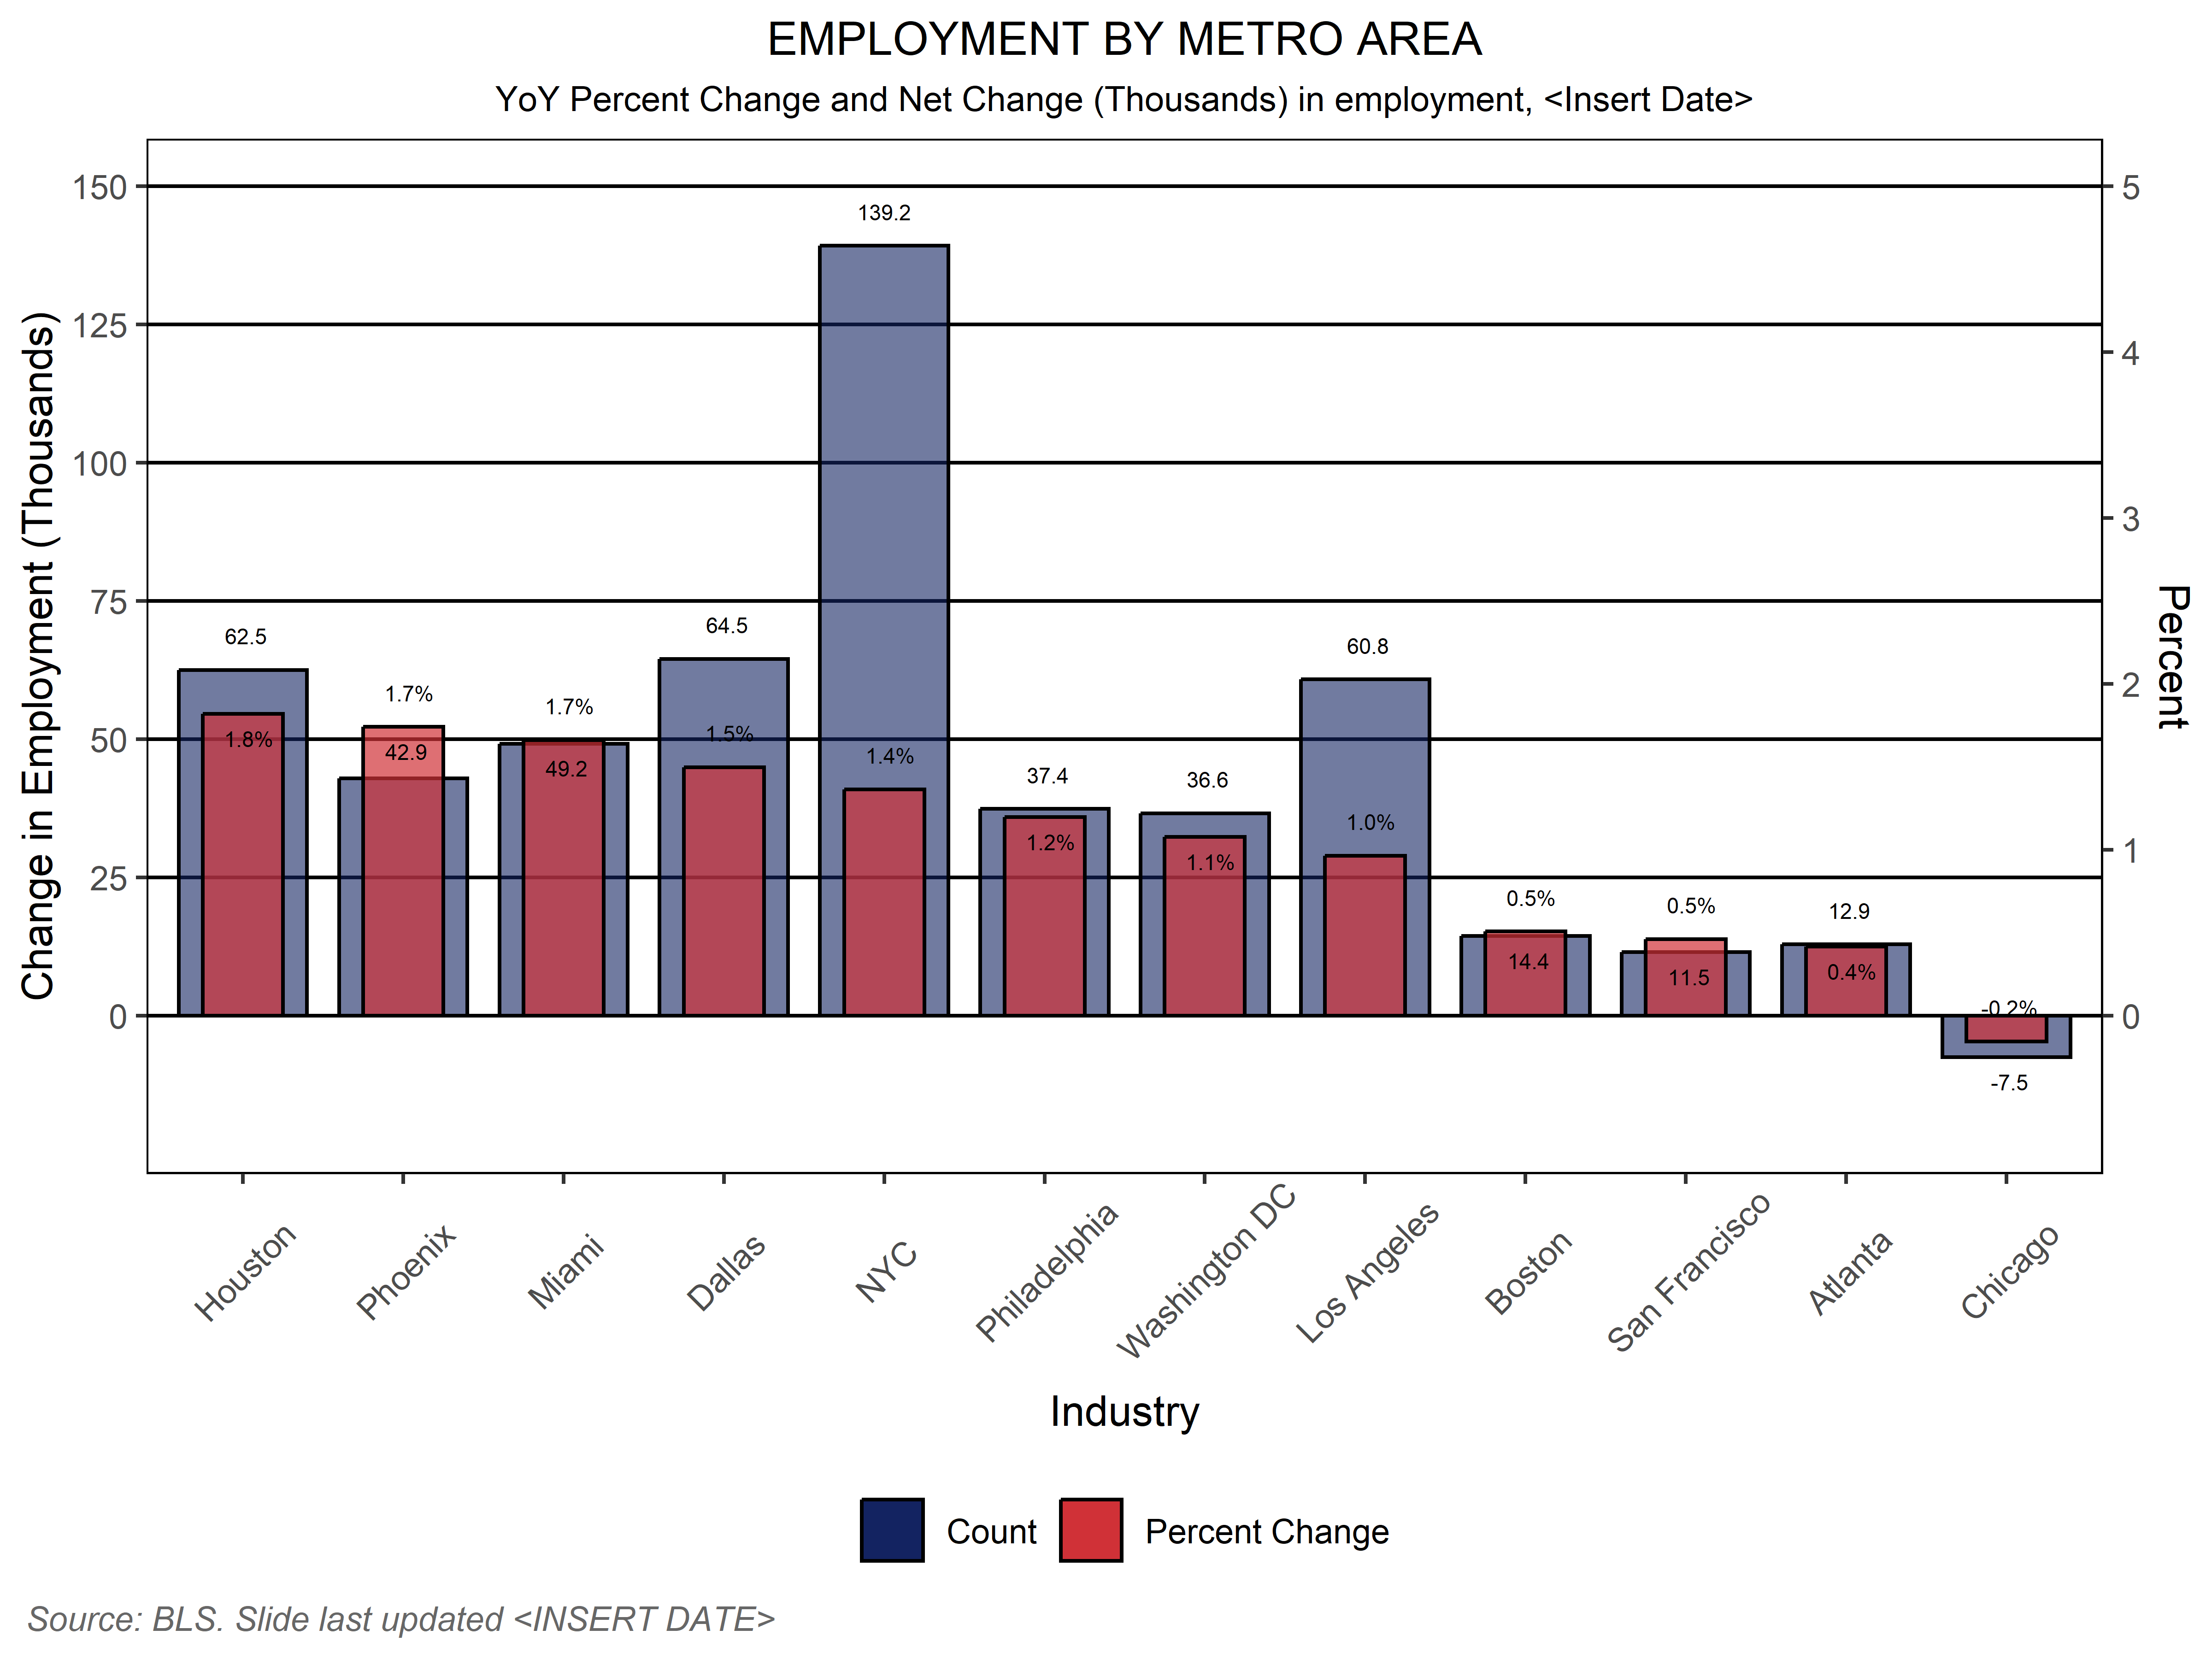 EMPLOYMENT BY METRO AREA
YoY Percent Change and Net Change (Thousands) in employment, <Insert Date>
Change in Employment (Thousands)
150
125
100
75
50
25
0
5
4
3
2
1
0
Percent
62.5
1.8%
1.7%
42.9
1.7%
49.2
64.5
1.5%
139.2
1.4%
37.4
1.2%
36.6
1.1%
60.8
1.0%
0.5%
14.4
0.5%
11.5
12.9
0.4%
-0.2%
-7.5
Houston
Phoenix
Miami
Dallas
NYC
Philadelphia
Washington DC
Los Angeles
Boston
San Francisco
Atlanta
Chicago
Industry
Count
Percent Change
Source: BLS. Slide last updated <INSERT DATE>